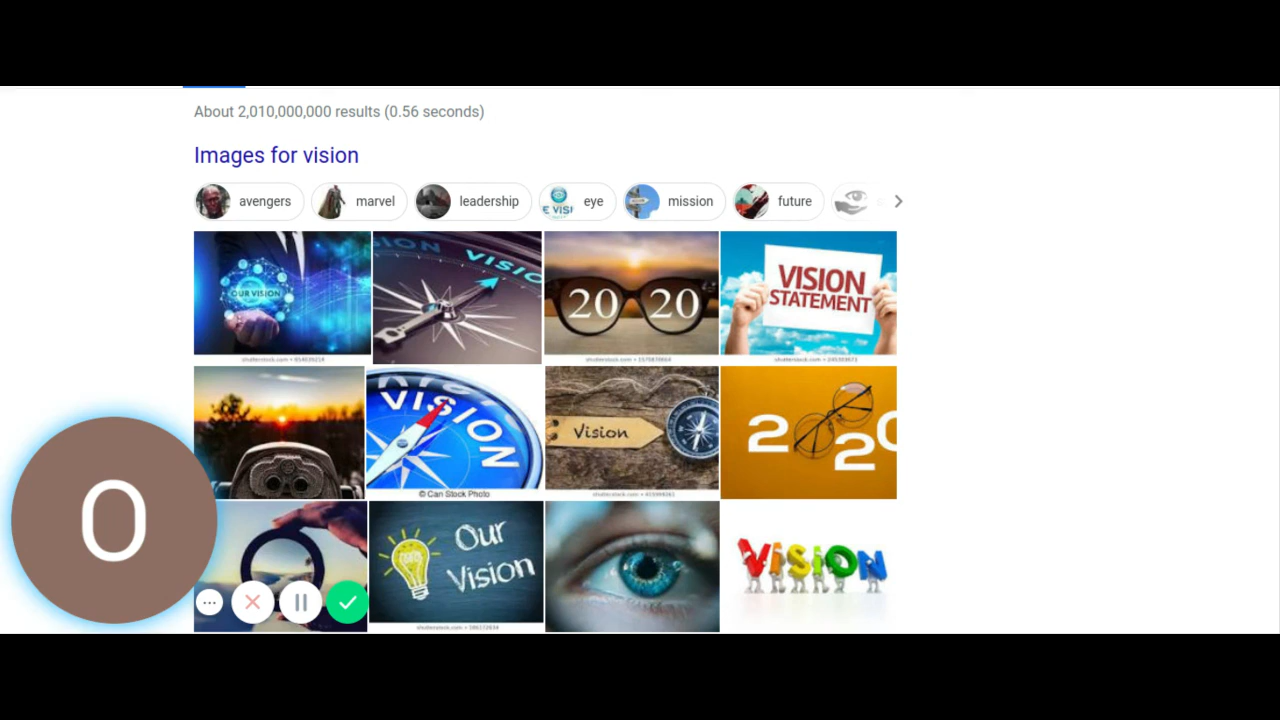 About 2,010,000,000 results (0.56 seconds)
Images for vision
avengers
marvel
leadership
eye
mission
future
OUR VISION
VISION
20 20
VISION
STATEMENT
VISION
© Can Stock Photo
Vision
2 20
Our
Vision
VISION
O